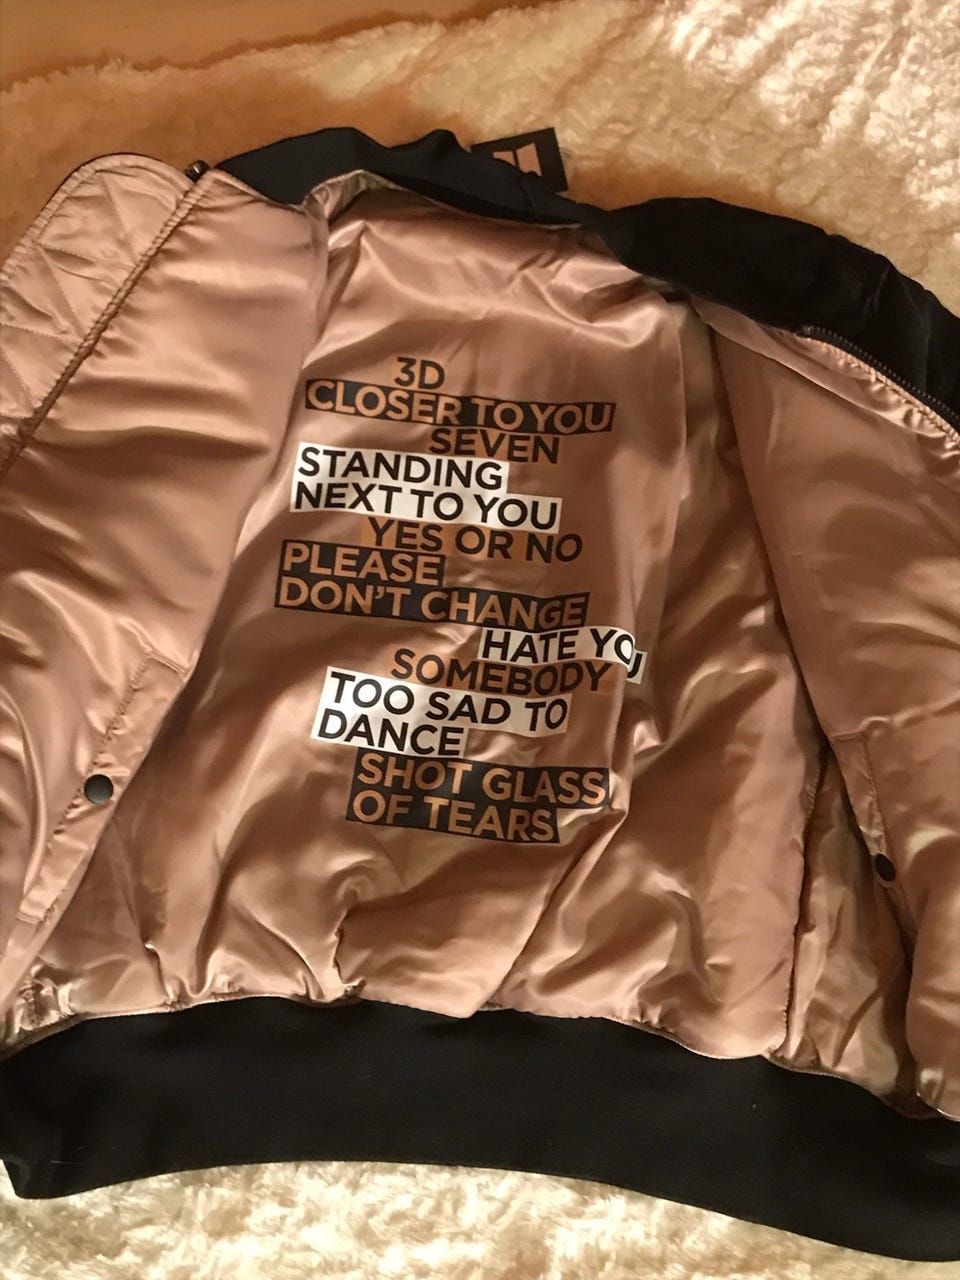 3D
CLOSER TO YOU
SEVEN
STANDING
NEXT TO YOU
YES OR NO
PLEASE
DON'T CHANGE
HATE YOU
SOMEBODY
TOO SAD TO
DANCE
SHOT GLASS
OF TEARS